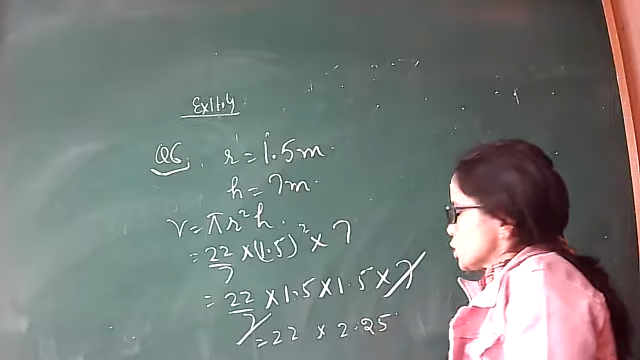 Ex11.4
Q6 r = 1.5m.
h = 7m.
V = πr²h.
= 22/7 × (1.5)² × 7
= 22/7 × 1.5 × 1.5 × 7
= 22 × 2.25